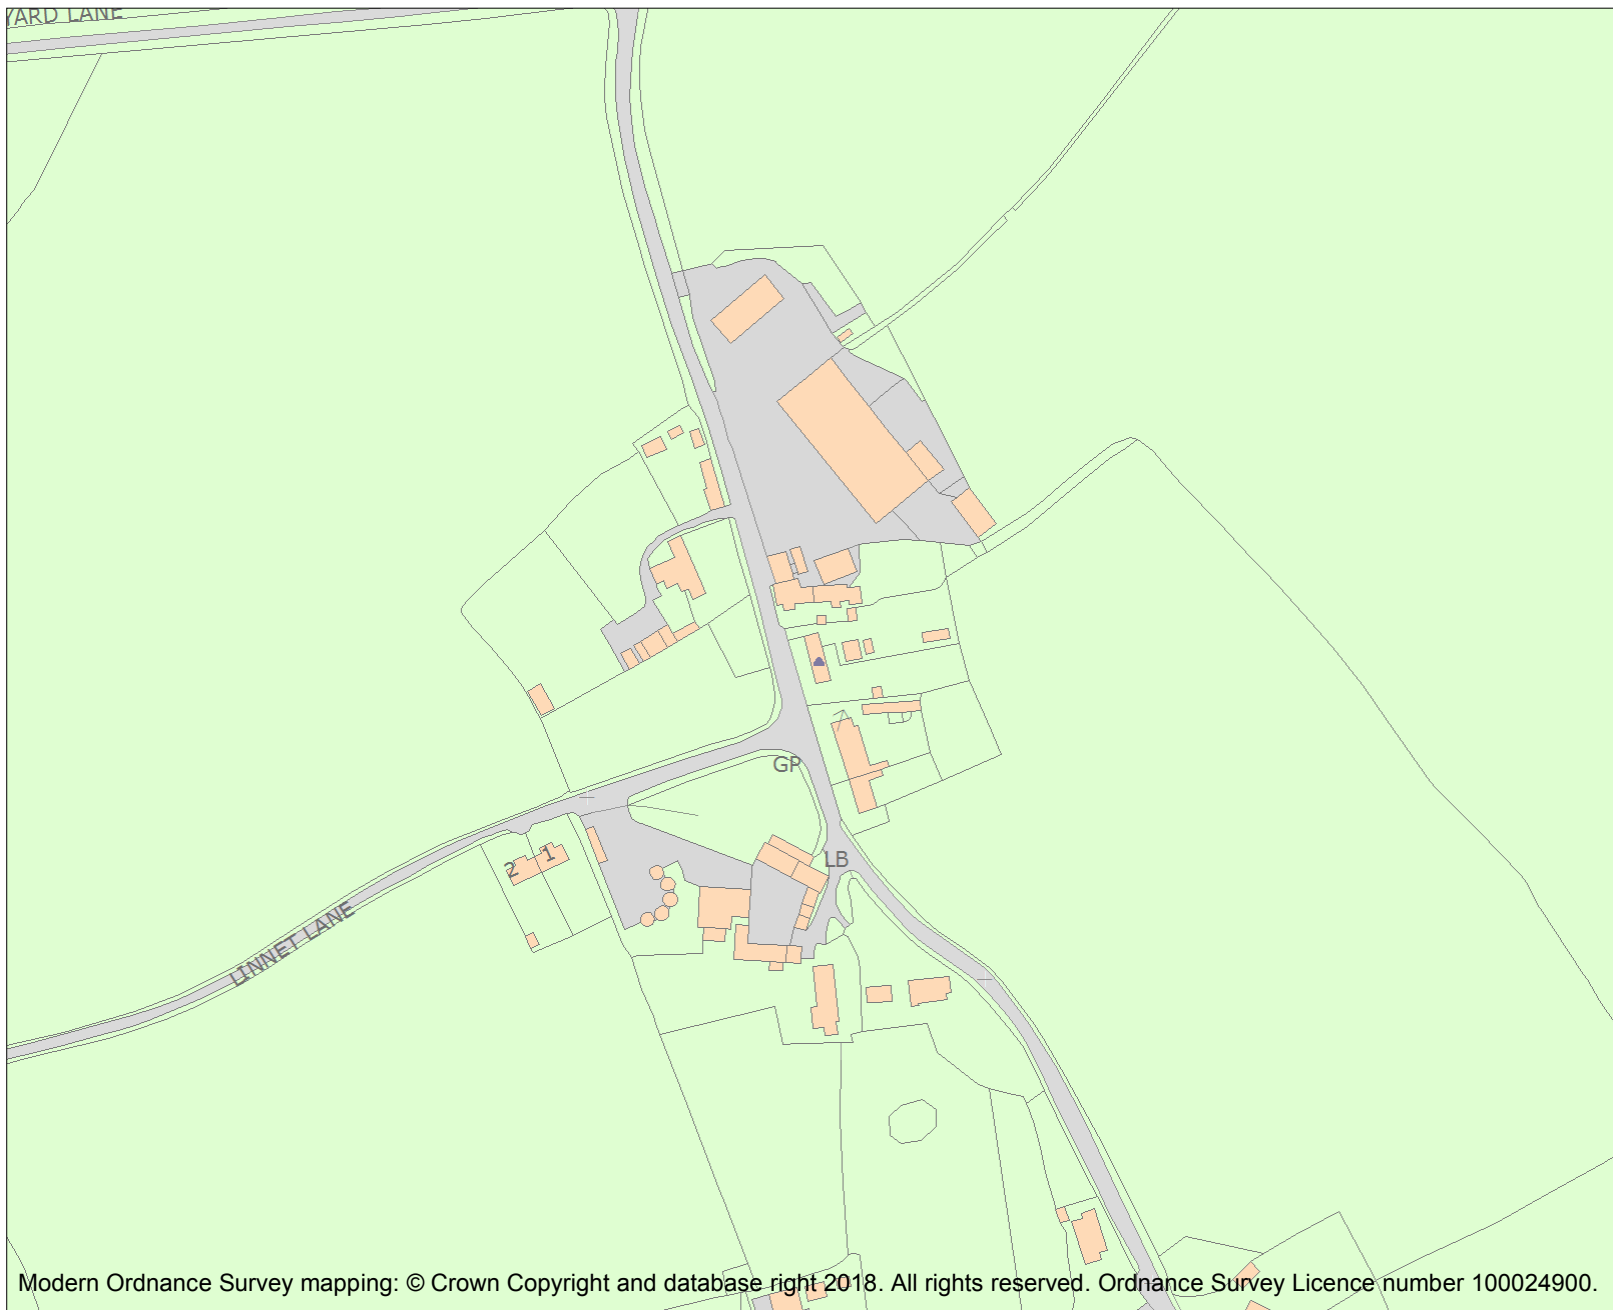 YARD LANE
GP
LB
1
2
LINNET LANE
Modern Ordnance Survey mapping: © Crown Copyright and database right 2018. All rights reserved. Ordnance Survey Licence number 100024900.